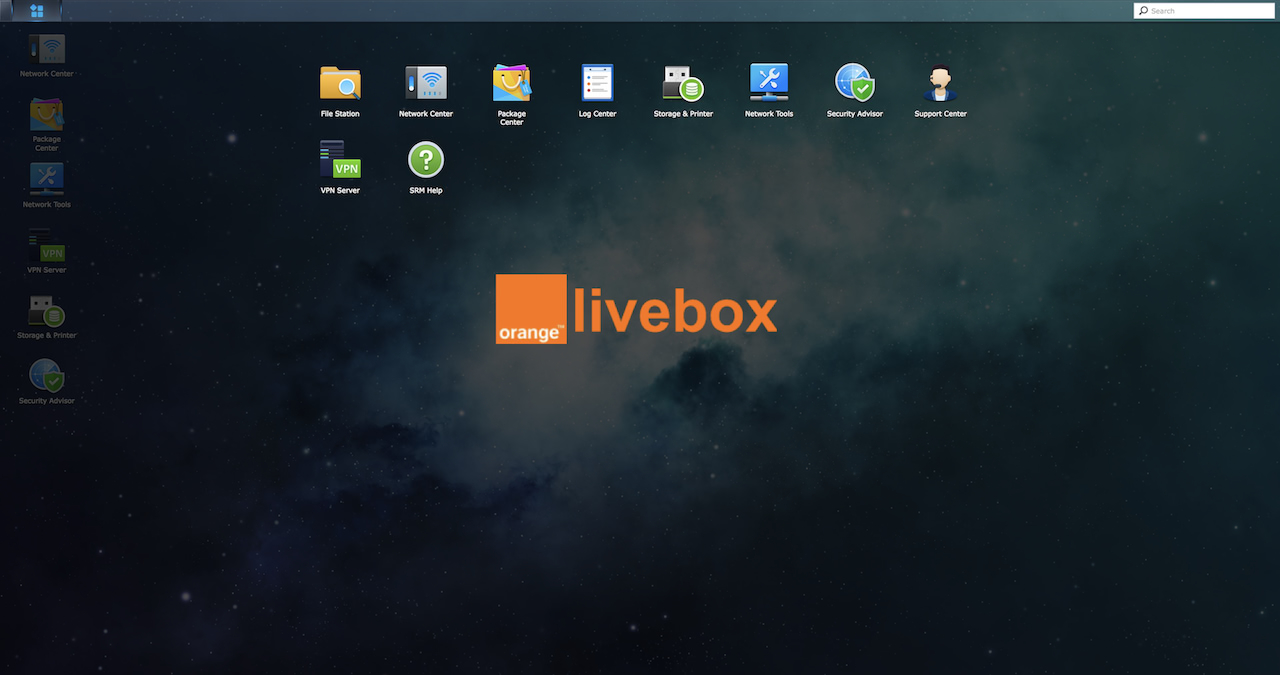 Search
Network Center
Package
Center
Network Tools
VPN
VPN Server
Storage & Printer
Security Advisor
File Station
Network Center
Package
Center
Log Center
Storage & Printer
Network Tools
Security Advisor
Support Center
VPN
VPN Server
?
SRM Help
orange™
livebox